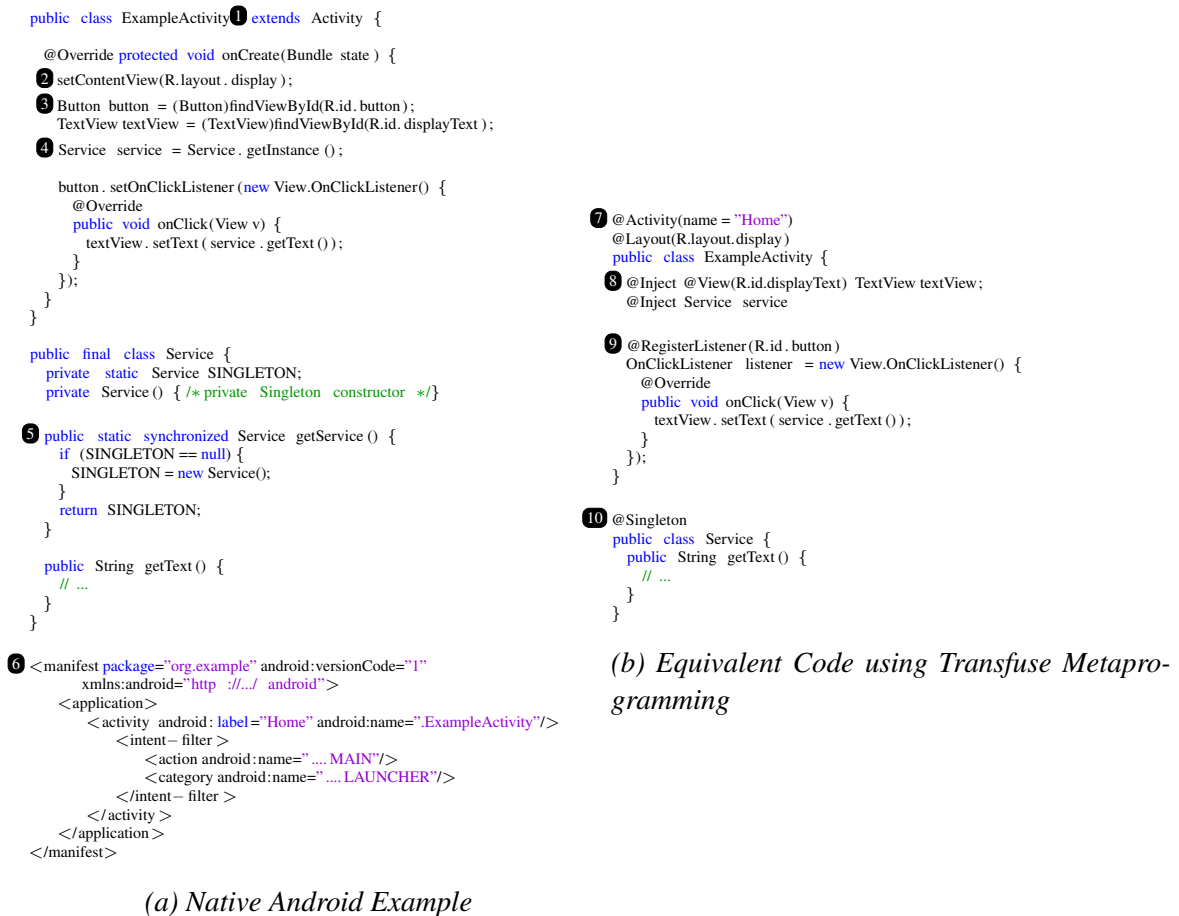 public class ExampleActivity 1 extends Activity {
@Override protected void onCreate(Bundle state) {
2 setContentView(R.layout.display);
3 Button button = (Button)findViewById(R.id.button);
TextView textView = (TextView)findViewById(R.id.displayText);
4 Service service = Service.getInstance();
button.setOnClickListener(new View.OnClickListener() {
@Override
public void onClick(View v) {
textView.setText(service.getText());
}
});
}
}
public final class Service {
private static Service SINGLETON;
private Service() { /* private Singleton constructor */}
5 public static synchronized Service getService() {
if (SINGLETON == null) {
SINGLETON = new Service();
}
return SINGLETON;
}
public String getText() {
// ...
}
}
6 <manifest package="org.example" android:versionCode="1"
xmlns:android="http://.../android">
<application>
<activity android:label="Home" android:name=".ExampleActivity"/>
<intent-filter>
<action android:name="....MAIN"/>
<category android:name="....LAUNCHER"/>
</intent-filter>
</activity>
</application>
</manifest>
(a) Native Android Example
7 @Activity(name = "Home")
@Layout(R.layout.display)
public class ExampleActivity {
8 @Inject @View(R.id.displayText) TextView textView;
@Inject Service service
9 @RegisterListener(R.id.button)
OnClickListener listener = new View.OnClickListener() {
@Override
public void onClick(View v) {
textView.setText(service.getText());
}
});
}
10 @Singleton
public class Service {
public String getText() {
// ...
}
}
(b) Equivalent Code using Transfuse Metapro-
gramming